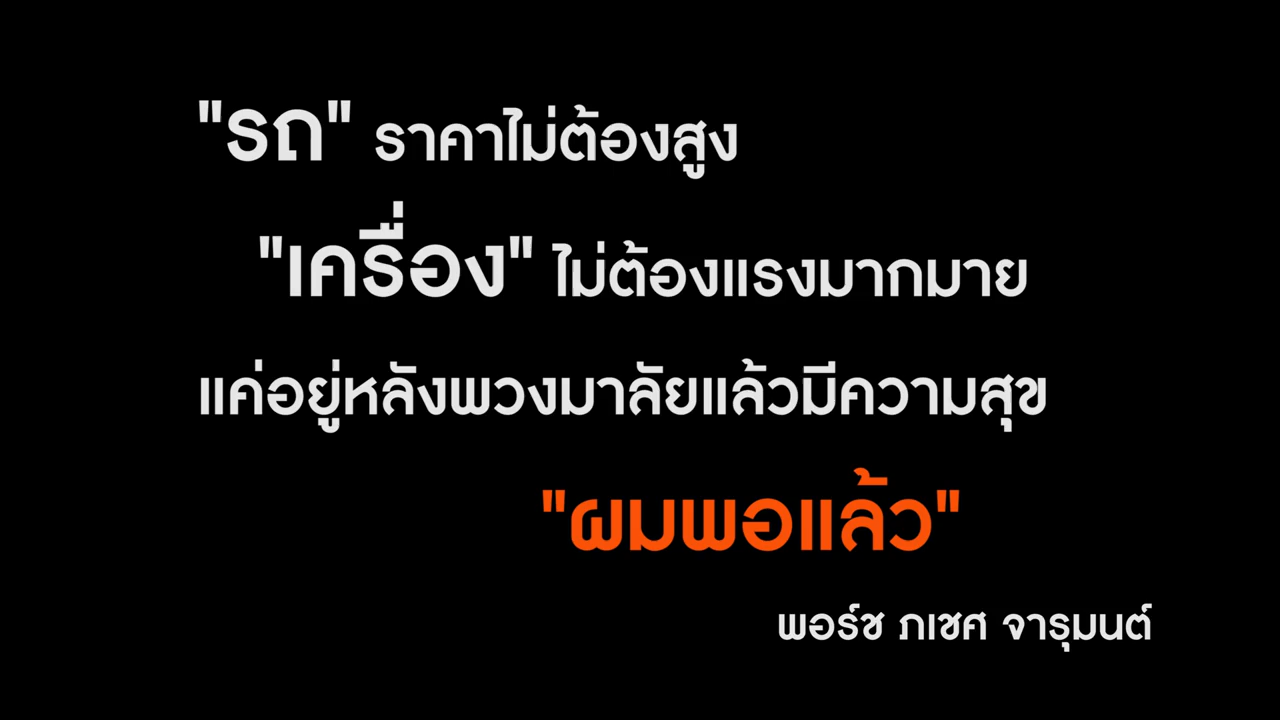 "รถ" ราคาไม่ต้องสูง
"เครื่อง" ไม่ต้องแรงมากมาย
แค่อยู่หลังพวงมาลัยแล้วมีความสุข
"ผมพอแล้ว"
พอร์ช ภเชศ จารุมนต์